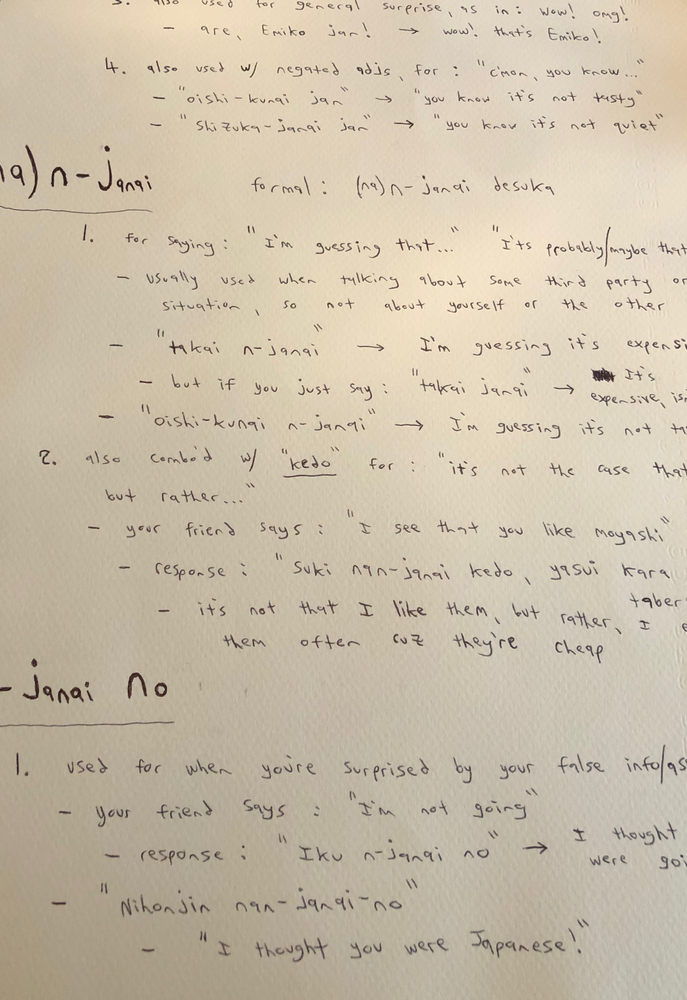 3. also used for general surprise, as in: wow! omg!
- are, Emiko jan! → wow! that's Emiko!
4. also used w/ negated adjs, for: "c'mon, you know..."
- "oishi-kunai jan" → "you know it's not tasty"
- "shizuka-janai jan" → "you know it's not quiet"
na) n-janai formal: (na) n-janai desuka
1. for saying: "I'm guessing that..." "I'ts probably/maybe that
- usually used when talking about some third party or
situation, so not about yourself or the other
- "takai n-janai" → I'm guessing it's expensi
- but if you just say: "takai janai" → It's
expensive, isn
- "oishi-kunai n-janai" → I'm guessing it's not ta
2. also combo'd w/ "kedo" for: "it's not the case that
but rather..."
- your friend says: "I see that you like moyashi"
- response: "suki nan-janai kedo, yasui kara
taber
- it's not that I like them, but rather, I e
them often cuz they're cheap
- janai no
1. used for when you're surprised by your false info/as
- your friend says: "I'm not going"
- response: "Iku n-janai no" → I thought
were goi
- "Nihonjin nan-janai-no"
- "I thought you were Japanese!"